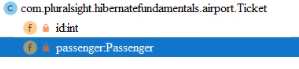 C com.pluralsight.hibernatefundamentals.airport.Ticket
f id:int
f passenger:Passenger